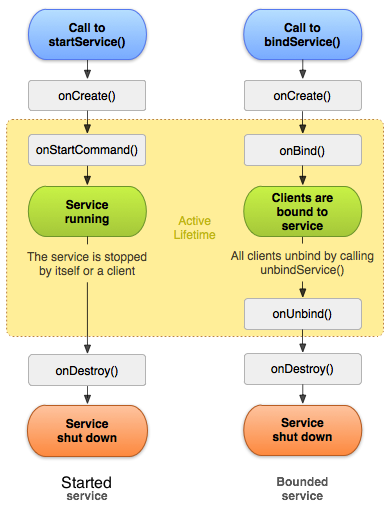 Call to
startService()
onCreate()
onStartCommand()
Service
running
The service is stopped
by itself or a client
onDestroy()
Service
shut down
Started
service
Active
Lifetime
Call to
bindService()
onCreate()
onBind()
Clients are
bound to
service
All clients unbind by calling
unbindService()
onUnbind()
onDestroy()
Service
shut down
Bounded
service